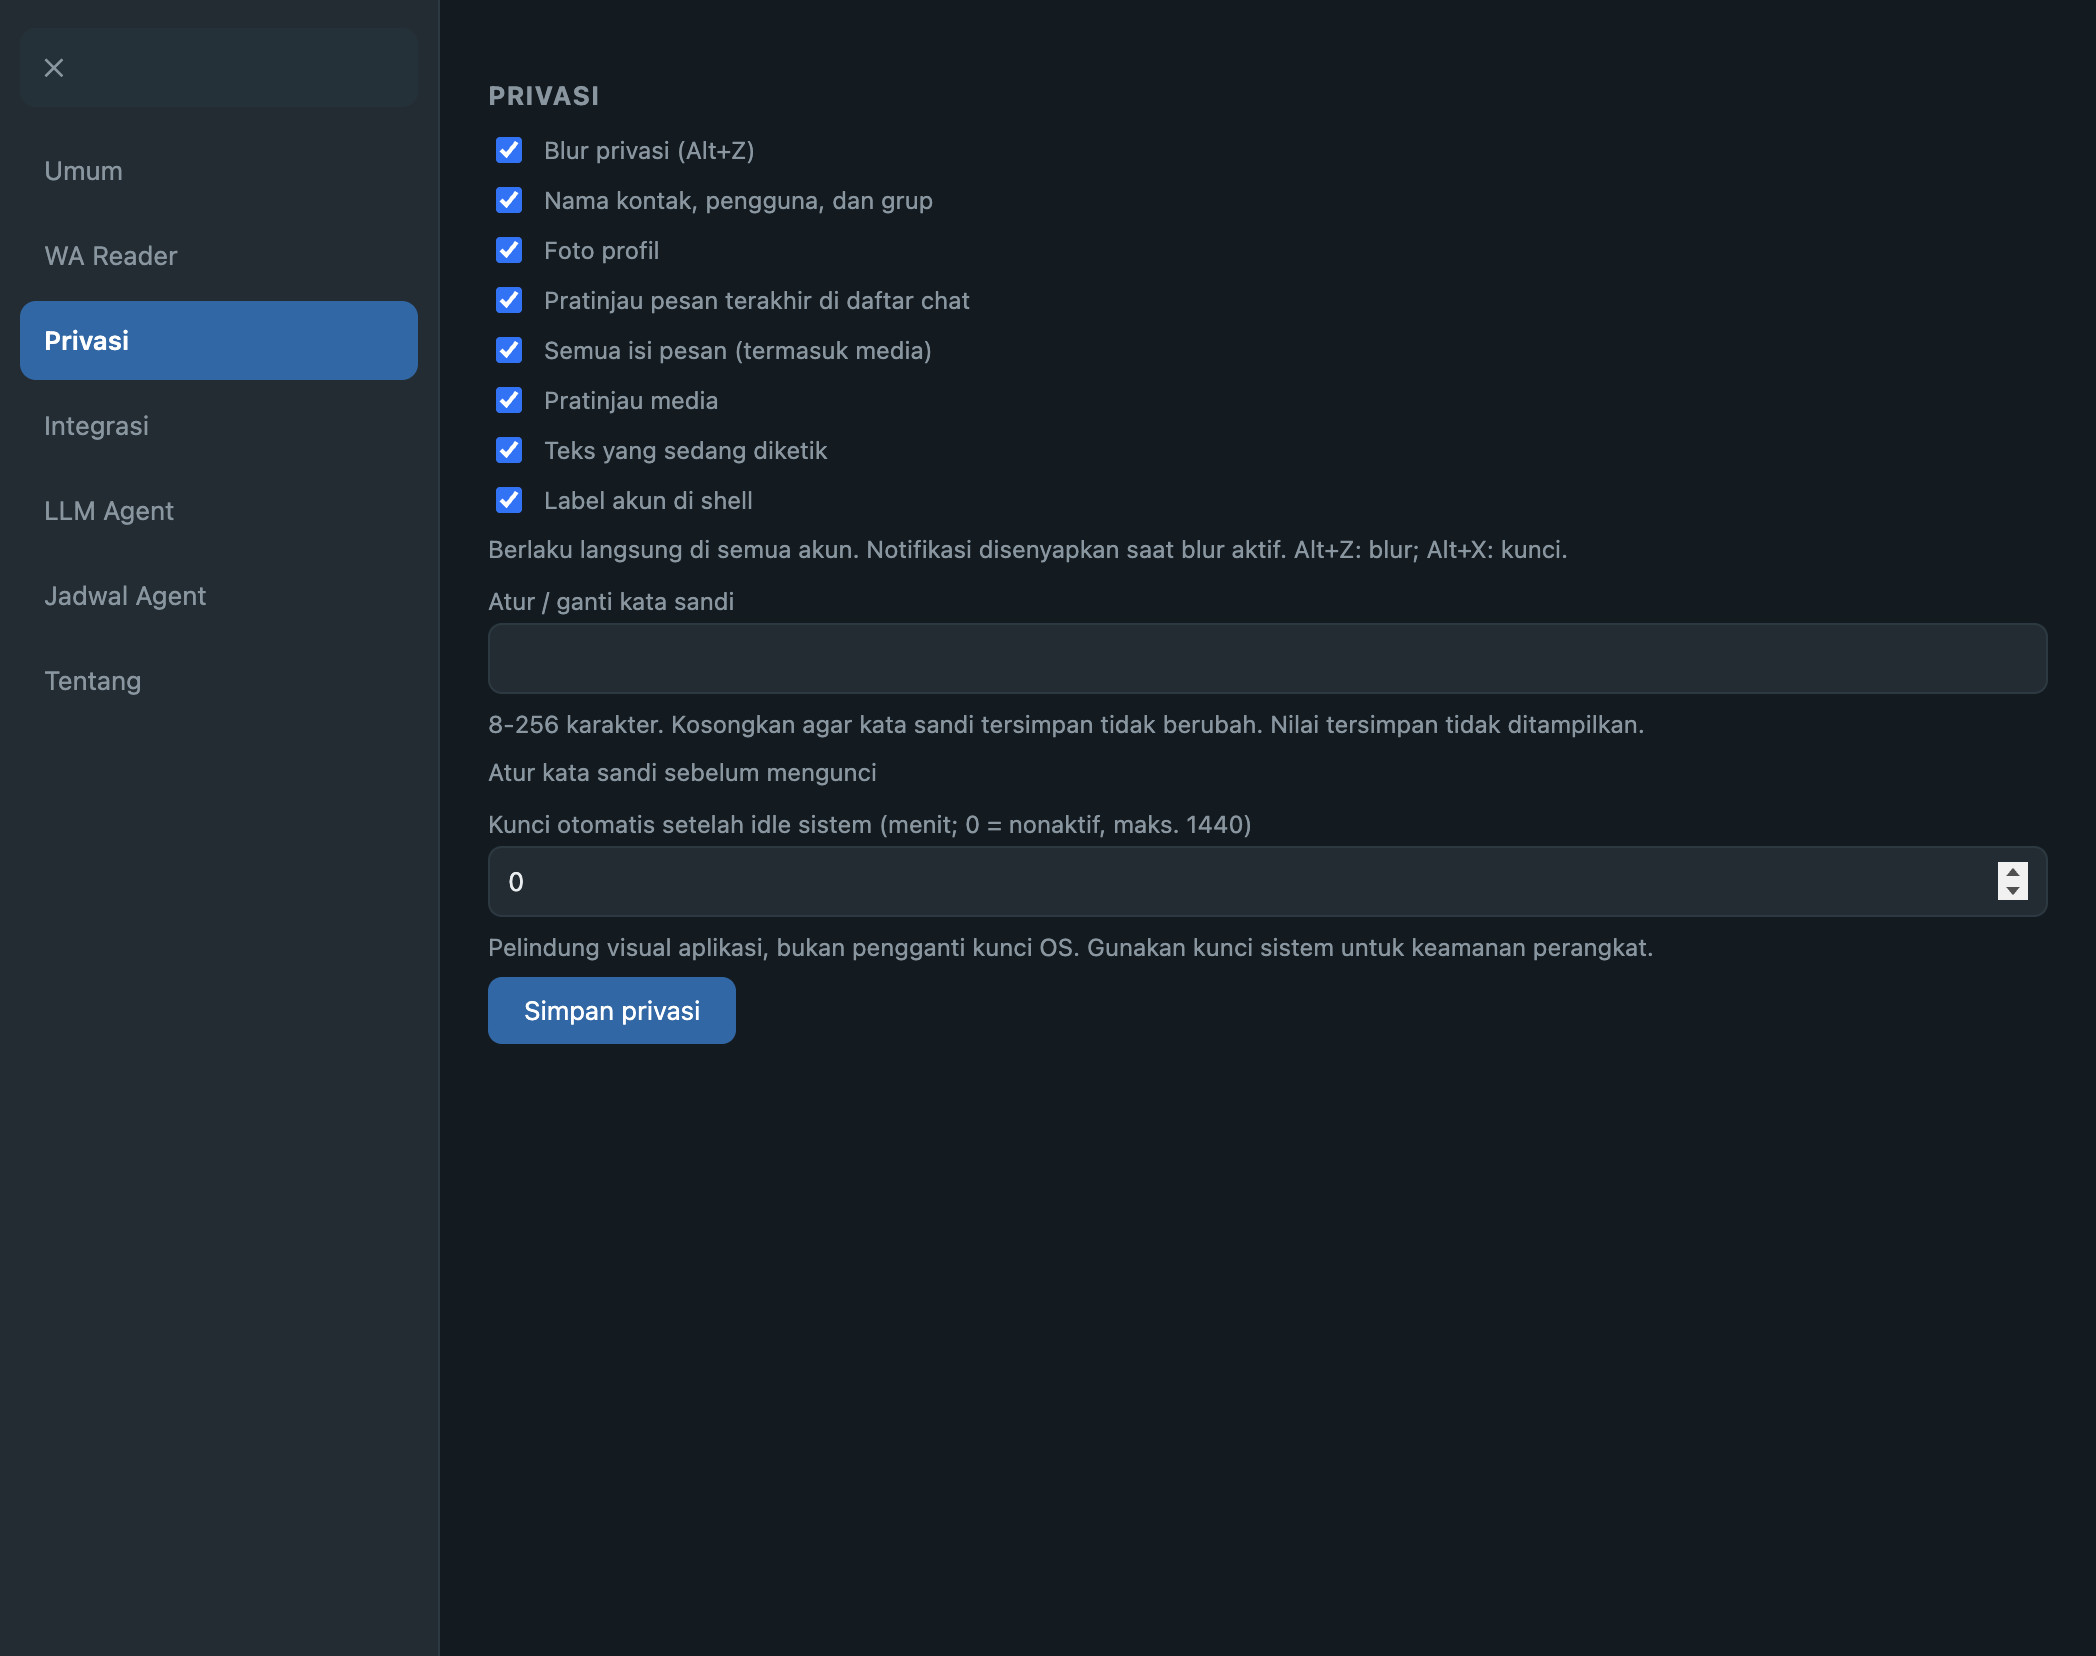 Umum
WA Reader
Privasi
Integrasi
LLM Agent
Jadwal Agent
Tentang
PRIVASI
Blur privasi (Alt+Z)
Nama kontak, pengguna, dan grup
Foto profil
Pratinjau pesan terakhir di daftar chat
Semua isi pesan (termasuk media)
Pratinjau media
Teks yang sedang diketik
Label akun di shell
Berlaku langsung di semua akun. Notifikasi disenyapkan saat blur aktif. Alt+Z: blur; Alt+X: kunci.
Atur / ganti kata sandi
8-256 karakter. Kosongkan agar kata sandi tersimpan tidak berubah. Nilai tersimpan tidak ditampilkan.
Atur kata sandi sebelum mengunci
Kunci otomatis setelah idle sistem (menit; 0 = nonaktif, maks. 1440)
0
Pelindung visual aplikasi, bukan pengganti kunci OS. Gunakan kunci sistem untuk keamanan perangkat.
Simpan privasi